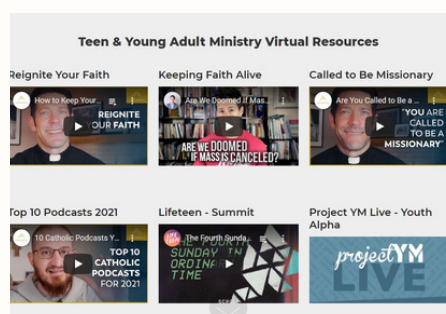 Teen & Young Adult Ministry Virtual Resources
Reignite Your Faith
Keeping Faith Alive
Called to Be Missionary
How to Keep Your...
REIGNITE
YOUR FAITH
Are We Doomed If Mas...
ARE WE DOOMED
IF MASS IS CANCELED?
Are You Called to Be a ...
"YOU ARE
CALLED
TO BE A
MISSIONARY"
Top 10 Podcasts 2021
Lifeteen - Summit
Project YM Live - Youth
Alpha
10 Catholic Podcasts Y...
TOP 10
CATHOLIC
PODCASTS
FOR 2021
The Fourth Sunda...
THE FOURTH
SUNDAY IN
ORDINARY
TIME
projectYM
LIVE